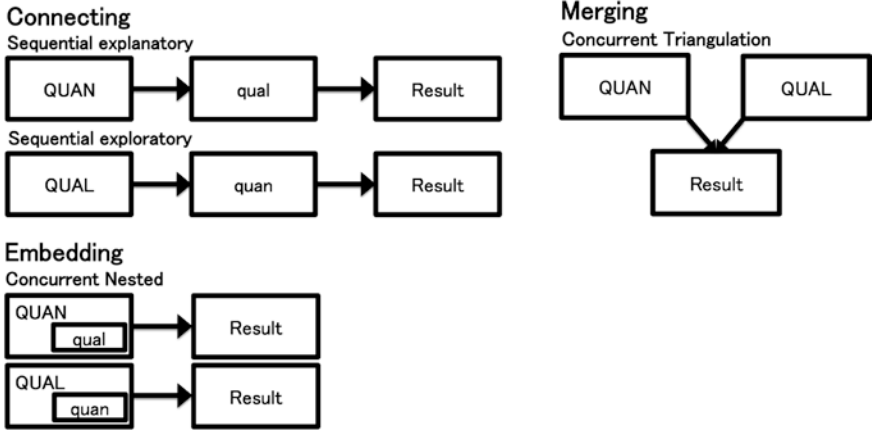 Connecting
Sequential explanatory
QUAN
qual
Result
Sequential exploratory
QUAL
quan
Result
Merging
Concurrent Triangulation
QUAN
QUAL
Result
Embedding
Concurrent Nested
QUAN
qual
Result
QUAL
quan
Result